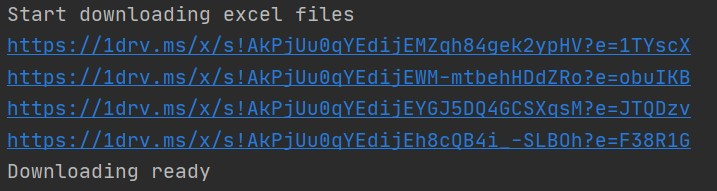 Start downloading excel files
https://1drv.ms/x/s!AkPjUu0qYEdijEMZqh84gek2ypHV?e=1TYscX
https://1drv.ms/x/s!AkPjUu0qYEdijEWM-mtbehHDdZRo?e=obuIKB
https://1drv.ms/x/s!AkPjUu0qYEdijEYGJ5DQ4GCSXqsM?e=JTQDzv
https://1drv.ms/x/s!AkPjUu0qYEdijEh8cQB4i_-SLBOh?e=F38R1G
Downloading ready